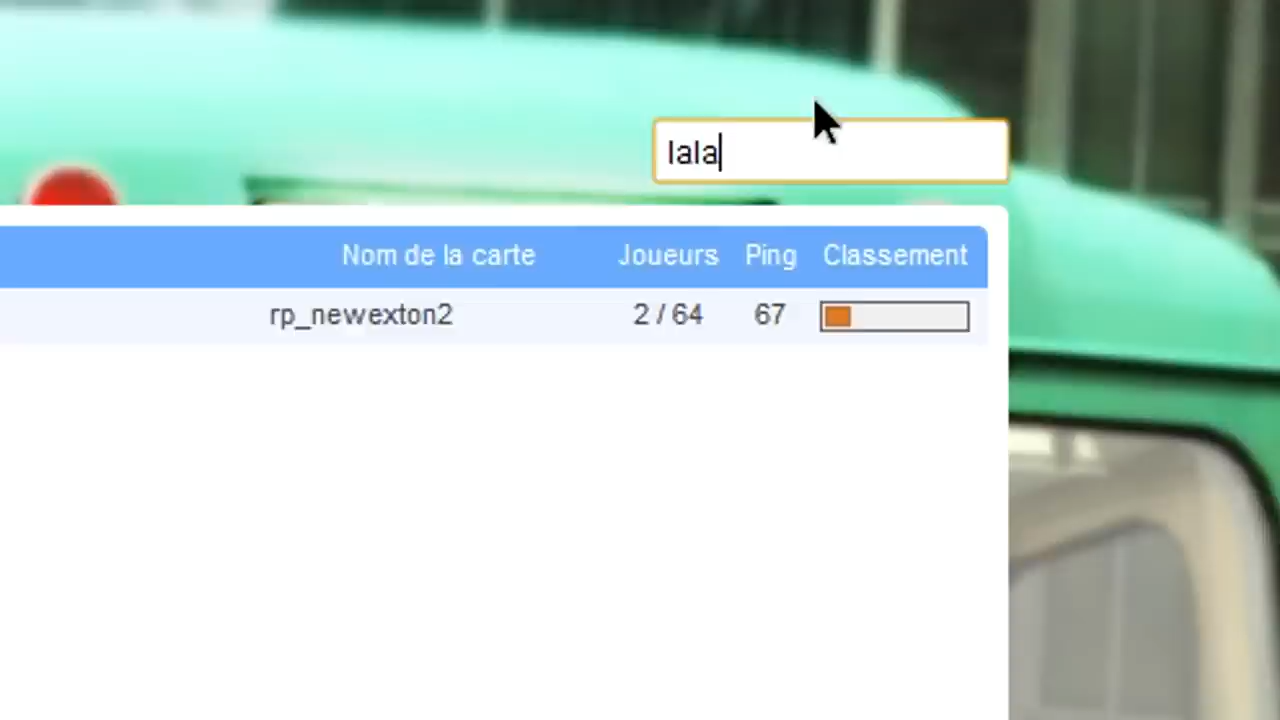 lala
Nom de la carte Joueurs Ping Classement
rp_newexton2 2 / 64 67